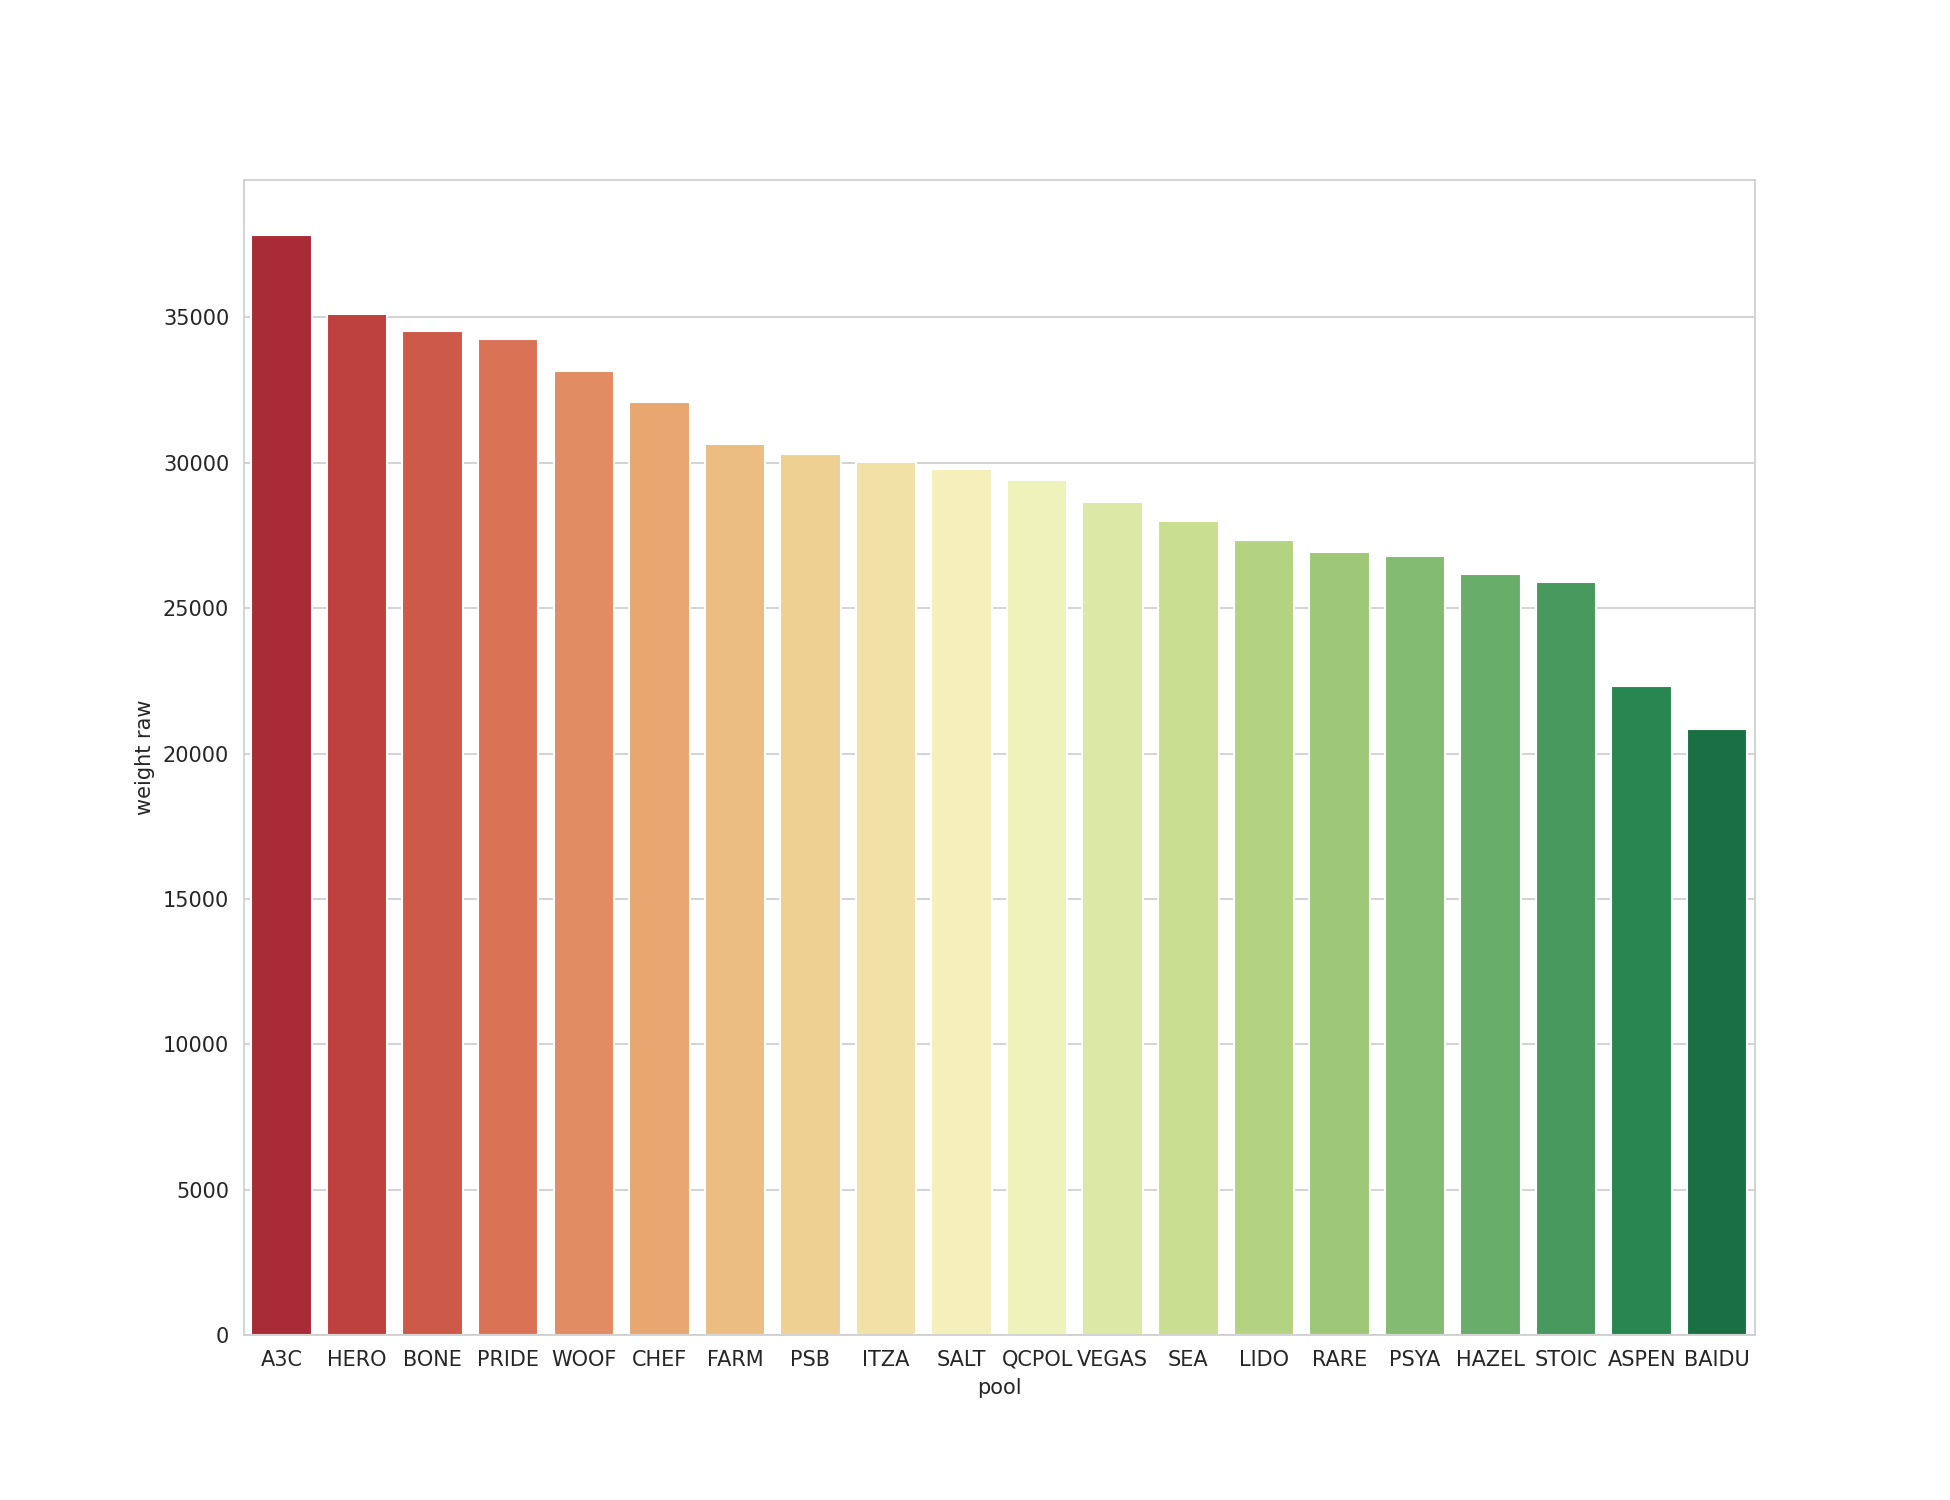 35000
30000
25000
20000
15000
10000
5000
0
weight raw
A3C HERO BONE PRIDE WOOF CHEF FARM PSB ITZA SALT QCPOL VEGAS SEA LIDO RARE PSYA HAZEL STOIC ASPEN BAIDU
pool